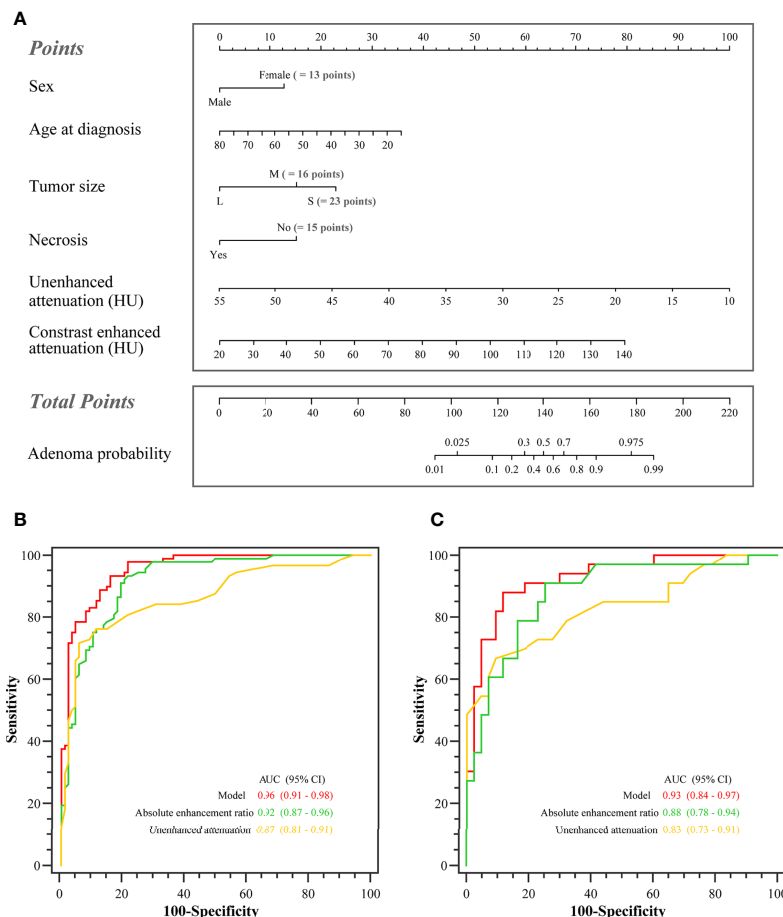 A
Points
0 10 20 30 40 50 60 70 80 90 100
Female (= 13 points)
Sex
Male
Age at diagnosis
80 70 60 50 40 30 20
M (= 16 points)
Tumor size
L S (= 23 points)
No (= 15 points)
Necrosis
Yes
Unenhanced
attenuation (HU)
55 50 45 40 35 30 25 20 15 10
Constrast enhanced
attenuation (HU)
20 30 40 50 60 70 80 90 100 110 120 130 140
Total Points
0 20 40 60 80 100 120 140 160 180 200 220
0.025 0.3 0.5 0.7 0.975
Adenoma probability
0.01 0.1 0.2 0.4 0.6 0.8 0.9 0.99
B
100
80
60
40
20
0
Sensitivity
AUC (95% CI)
Model 0.96 (0.91 - 0.98)
Absolute enhancement ratio 0.92 (0.87 - 0.96)
Unenhanced attenuation 0.87 (0.81 - 0.91)
0 20 40 60 80 100
100-Specificity
C
100
80
60
40
20
0
Sensitivity
AUC (95% CI)
Model 0.93 (0.84 - 0.97)
Absolute enhancement ratio 0.88 (0.78 - 0.94)
Unenhanced attenuation 0.83 (0.73 - 0.91)
0 20 40 60 80 100
100-Specificity